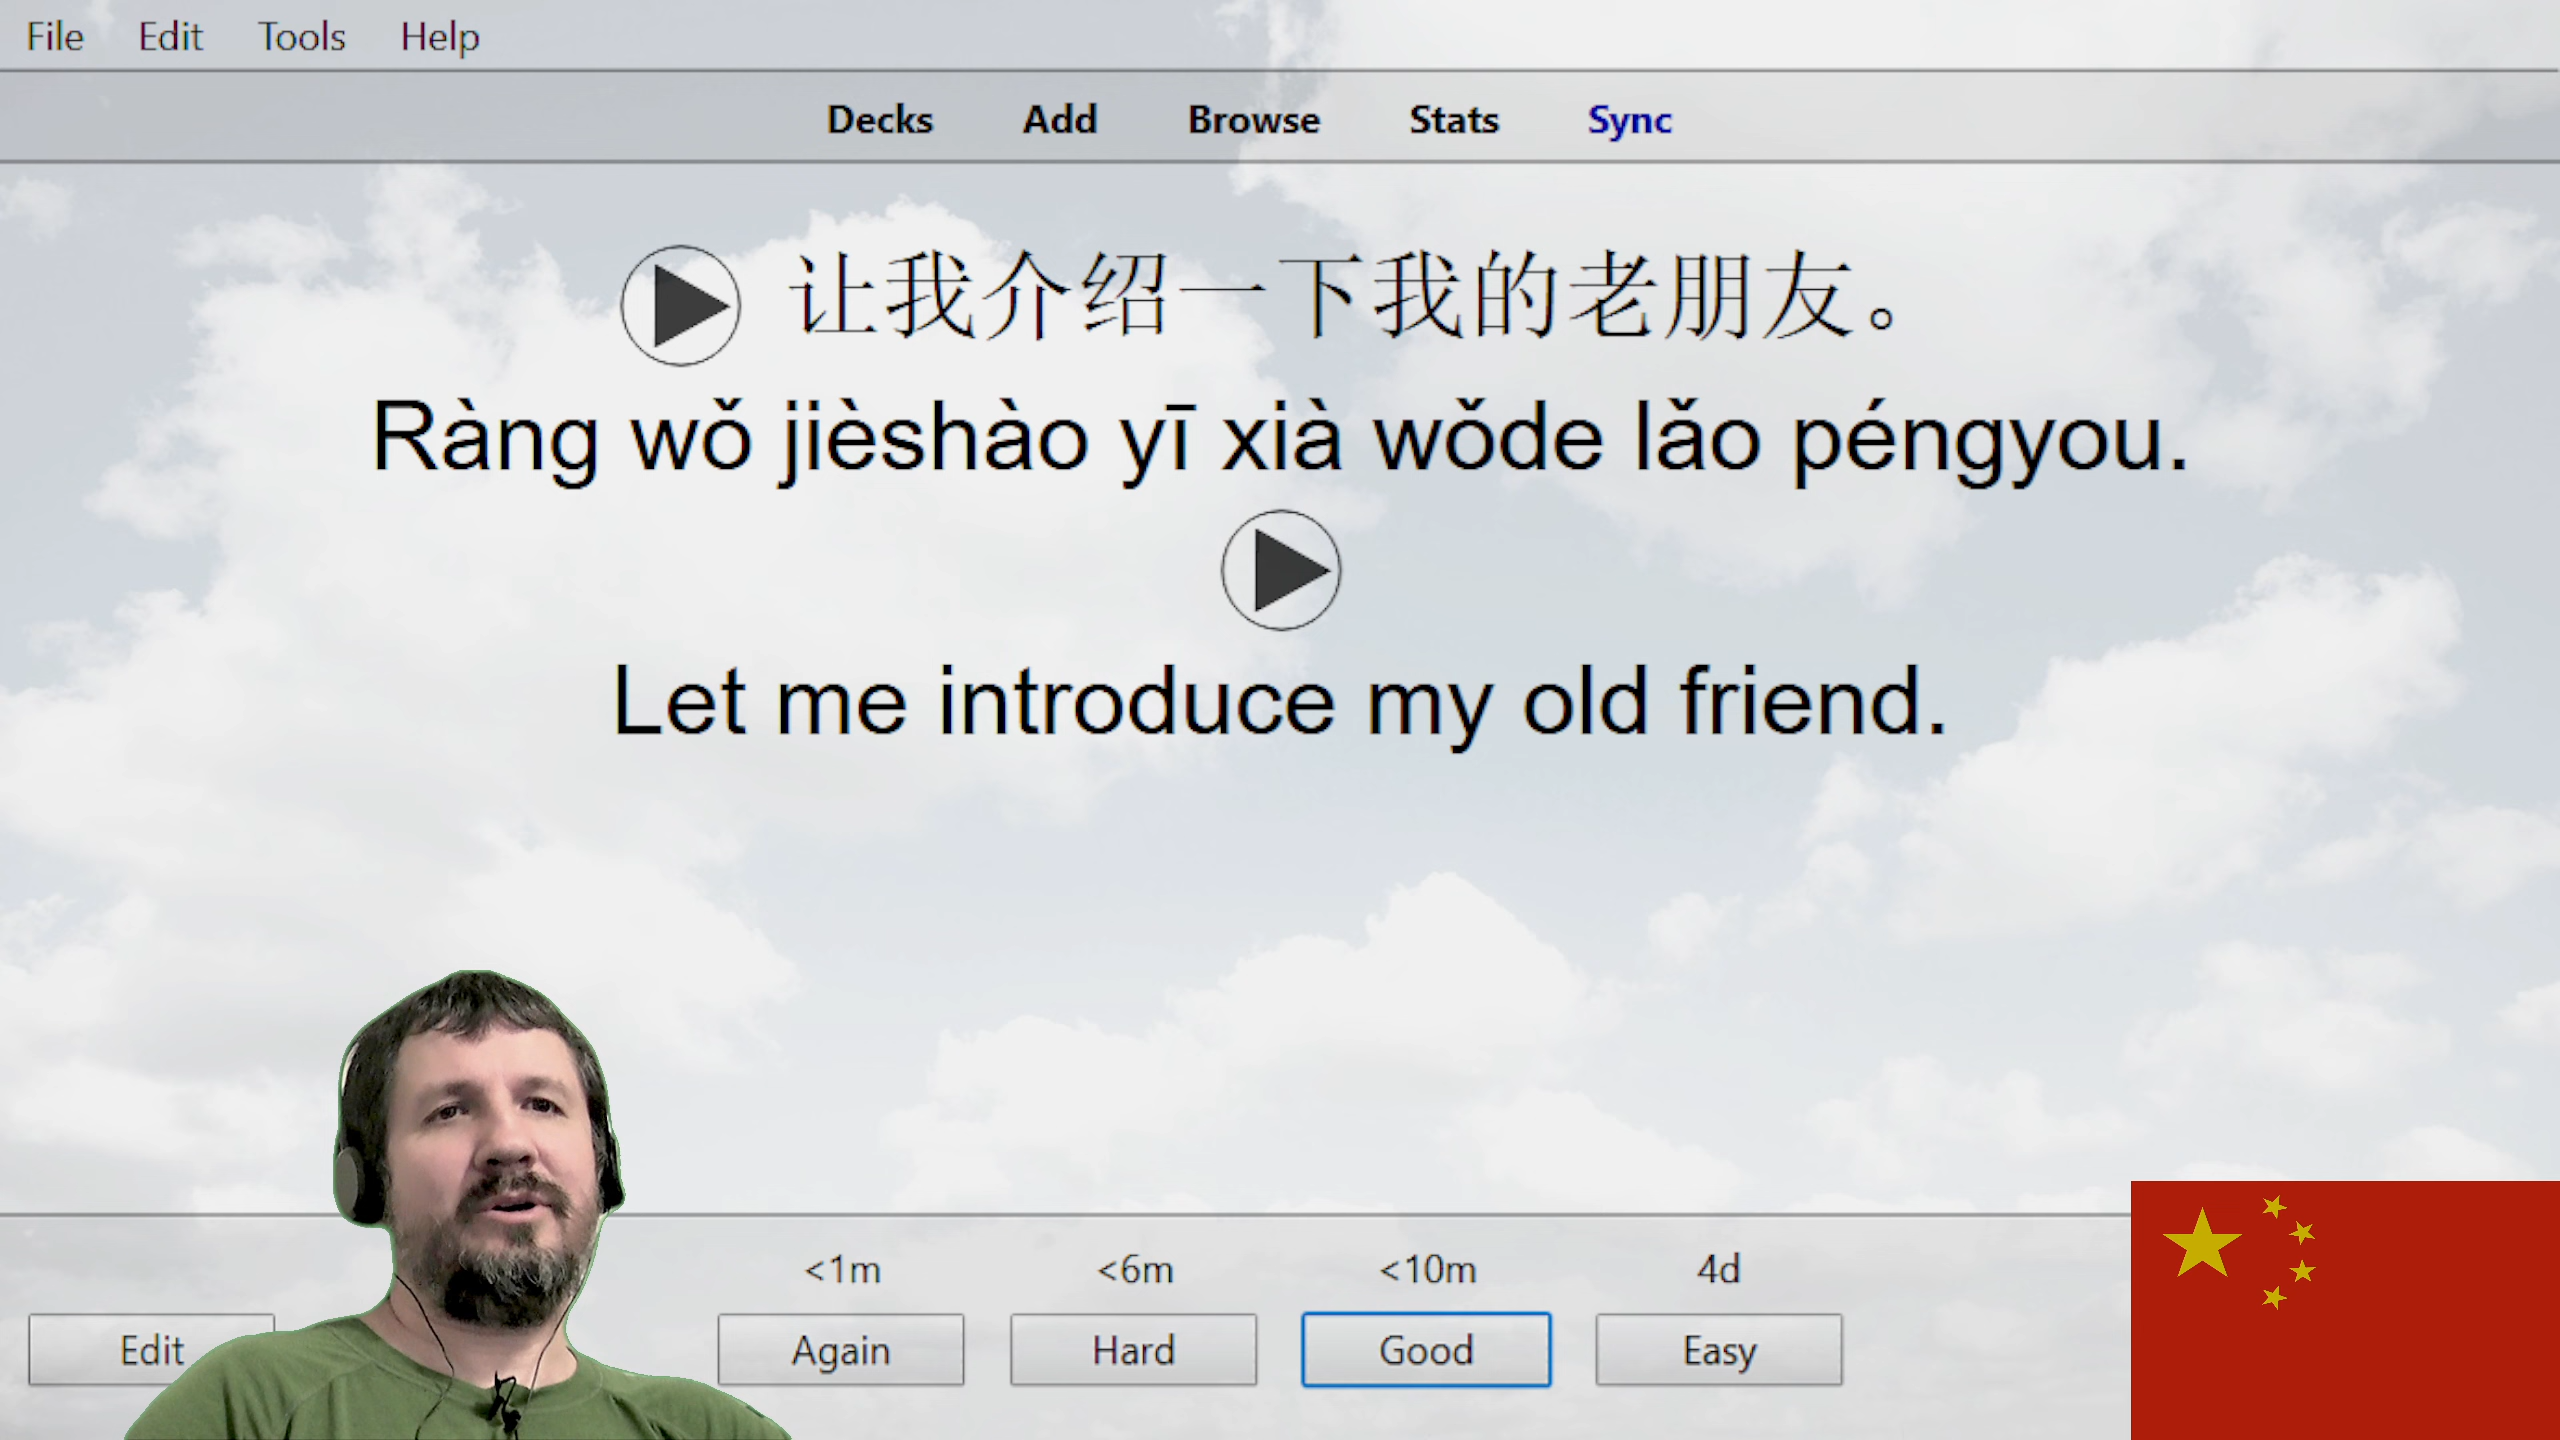 File Edit Tools Help
Decks Add Browse Stats Sync
让我介绍一下我的老朋友。
Ràng wǒ jièshào yī xià wǒde lǎo péngyou.
Let me introduce my old friend.
<1m <6m <10m 4d
Edit Again Hard Good Easy